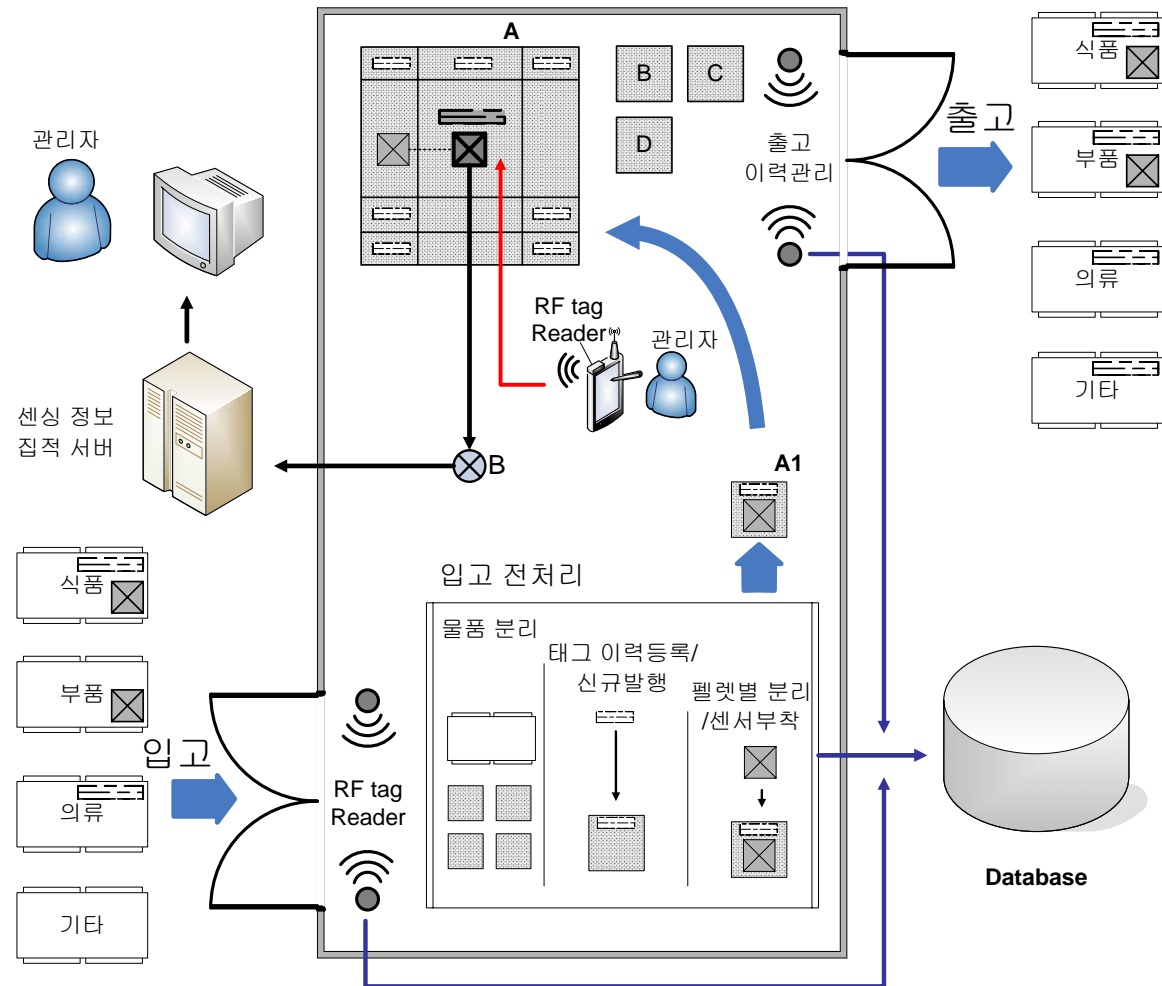 A
B
C
D
출고
이력관리
출고
식품
부품
의류
기타
관리자
RF tag
Reader
관리자
센싱 정보
집적 서버
B
A1
식품
부품
의류
기타
입고
RF tag
Reader
입고 전처리
물품 분리
태그 이력등록/
신규발행
펠렛별 분리
/센서부착
Database